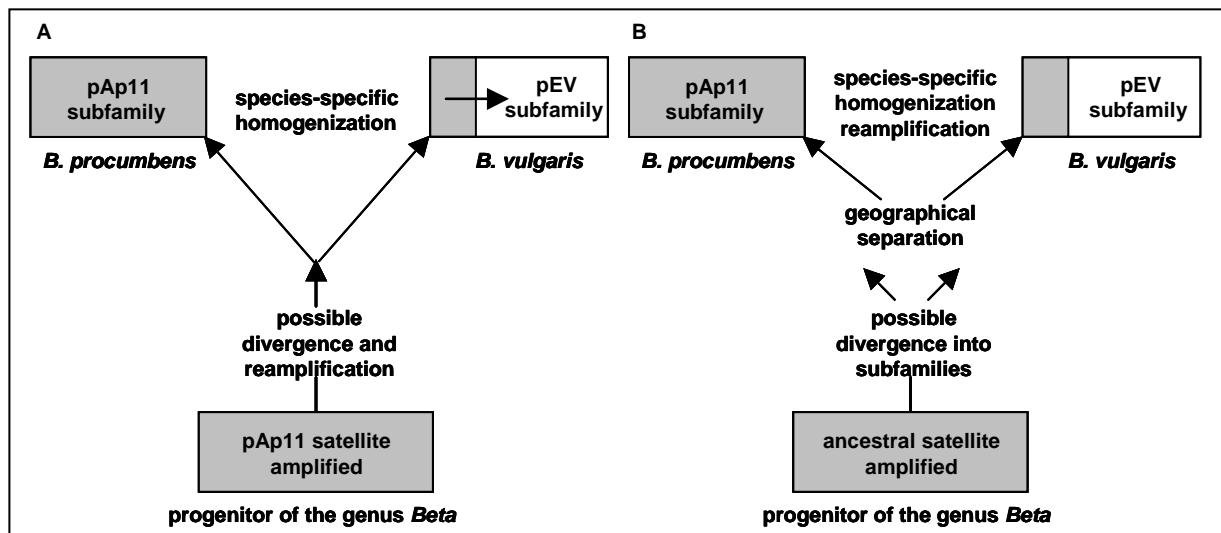 A
pAp11
subfamily
B. procumbens
species-specific
homogenization
pEV
subfamily
B. vulgaris
possible
divergence and
reamplification
pAp11 satellite
amplified
progenitor of the genus Beta
B
pAp11
subfamily
B. procumbens
species-specific
homogenization
reamplification
pEV
subfamily
B. vulgaris
geographical
separation
possible
divergence into
subfamilies
ancestral satellite
amplified
progenitor of the genus Beta